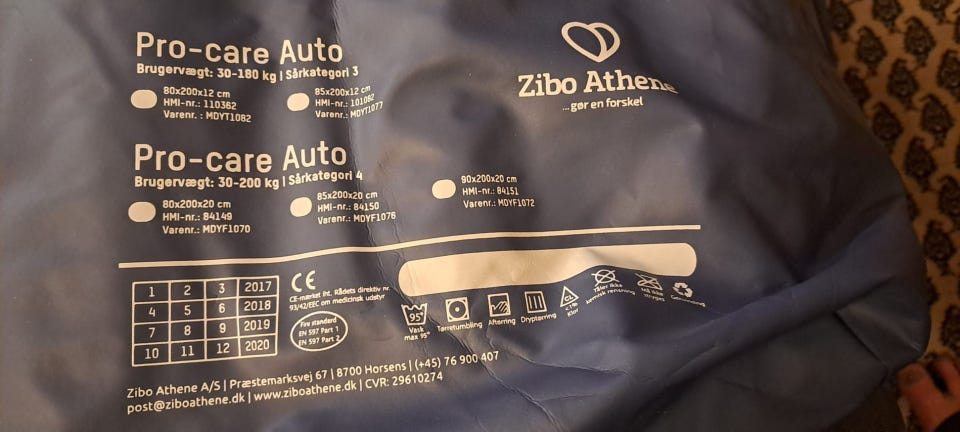 Pro-care Auto
Brugervægt: 30-180 kg | Sårkategori 3
80x200x12 cm
HMI-nr.: 110362
Varenr. : MDYT1082
85x200x12 cm
HMI-nr.: 101062
Varenr.: MDYT1077
Zibo Athene
...gør en forskel
Pro-care Auto
Brugervægt: 30-200 kg | Sårkategori 4
80x200x20 cm
HMI-nr.: 84149
Varenr.: MDYF1070
85x200x20 cm
HMI-nr.: 84150
Varenr.: MDYF1076
90x200x20 cm
HMI-nr.: 84151
Varenr.: MDYF1072
1 2 3 2017
4 5 6 2018
7 8 9 2019
10 11 12 2020
CE
CE-mærket iht. Rådets direktiv nr.
93/42/EEC om medicinsk udstyr
Fire standard
EN 597 Part 1
EN 597 Part 2
95°
Vask
max 95°
Tørretumbling
Aftørring
Dryptørring
CL
Klor
Tåler ikke
kemisk rensning
Må ikke
stryges
Genanvending
Zibo Athene A/S | Præstemarksvej 67 | 8700 Horsens | (+45) 76 900 407
post@ziboathene.dk | www.ziboathene.dk | CVR: 29610274